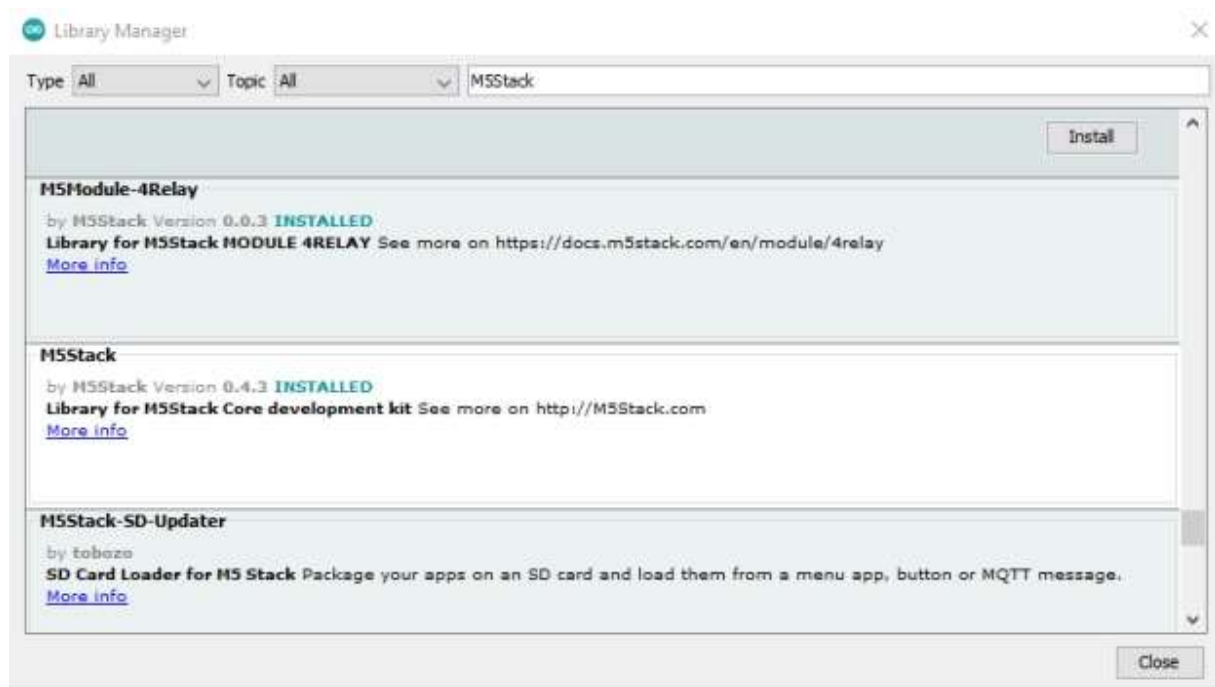 Library Manager
Type All Topic All M5Stack
Install
M5Module-4Relay
by M5Stack Version 0.0.3 INSTALLED
Library for M5Stack MODULE 4RELAY See more on https://docs.m5stack.com/en/module/4relay
More info
M5Stack
by M5Stack Version 0.4.3 INSTALLED
Library for M5Stack Core development kit See more on http://M5Stack.com
More info
M5Stack-SD-Updater
by tobozo
SD Card Loader for M5 Stack Package your apps on an SD card and load them from a menu app, button or MQTT message.
More info
Close